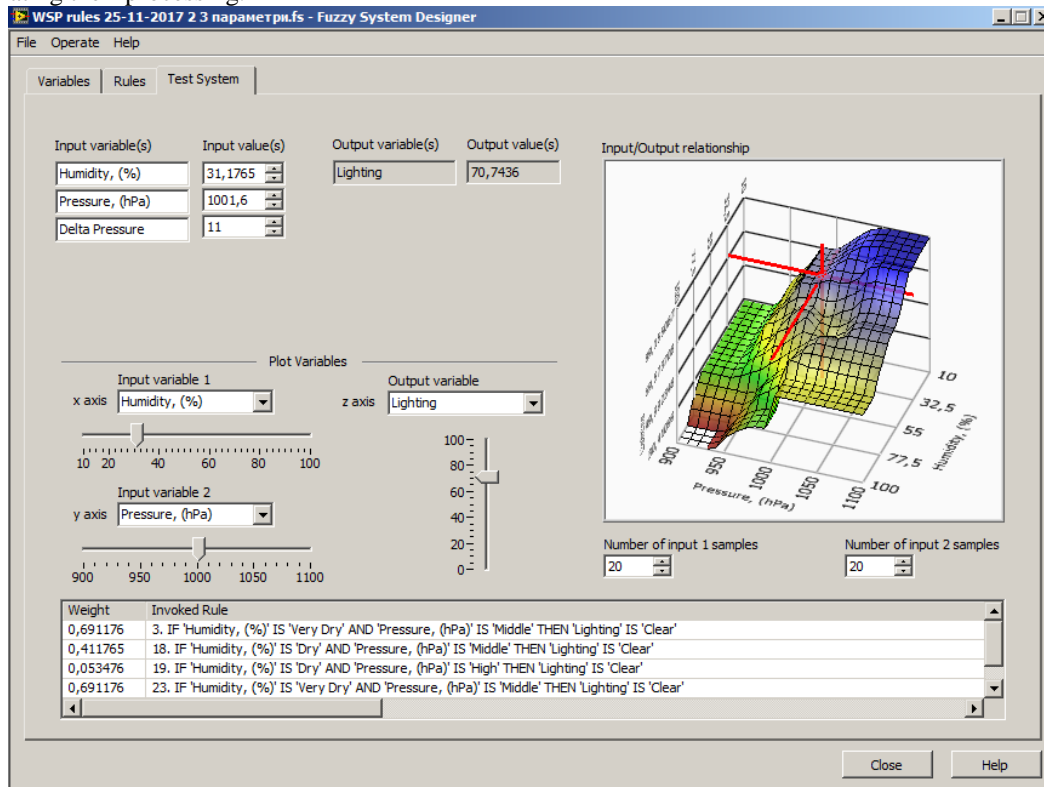 WSP rules 25-11-2017 2 3 параметри.fs - Fuzzy System Designer
File Operate Help
Variables Rules Test System
Input variable(s) Input value(s) Output variable(s) Output value(s)
Humidity, (%) 31,1765 Lighting 70,7436
Pressure, (hPa) 1001,6
Delta Pressure 11
Input/Output relationship
10
32,5
55
77,5
100
Humidity, (%)
900 950 1000 1050 1100
Pressure, (hPa)
Plot Variables
Input variable 1 Output variable
x axis Humidity, (%) z axis Lighting
10 20 40 60 80 100
Input variable 2
y axis Pressure, (hPa)
900 950 1000 1050 1100
100
80
60
40
20
0
Number of input 1 samples Number of input 2 samples
20 20
Weight Invoked Rule
0,691176 3. IF 'Humidity, (%)' IS 'Very Dry' AND 'Pressure, (hPa)' IS 'Middle' THEN 'Lighting' IS 'Clear'
0,411765 18. IF 'Humidity, (%)' IS 'Dry' AND 'Pressure, (hPa)' IS 'Middle' THEN 'Lighting' IS 'Clear'
0,053476 19. IF 'Humidity, (%)' IS 'Dry' AND 'Pressure, (hPa)' IS 'High' THEN 'Lighting' IS 'Clear'
0,691176 23. IF 'Humidity, (%)' IS 'Very Dry' AND 'Pressure, (hPa)' IS 'Middle' THEN 'Lighting' IS 'Clear'
Close Help